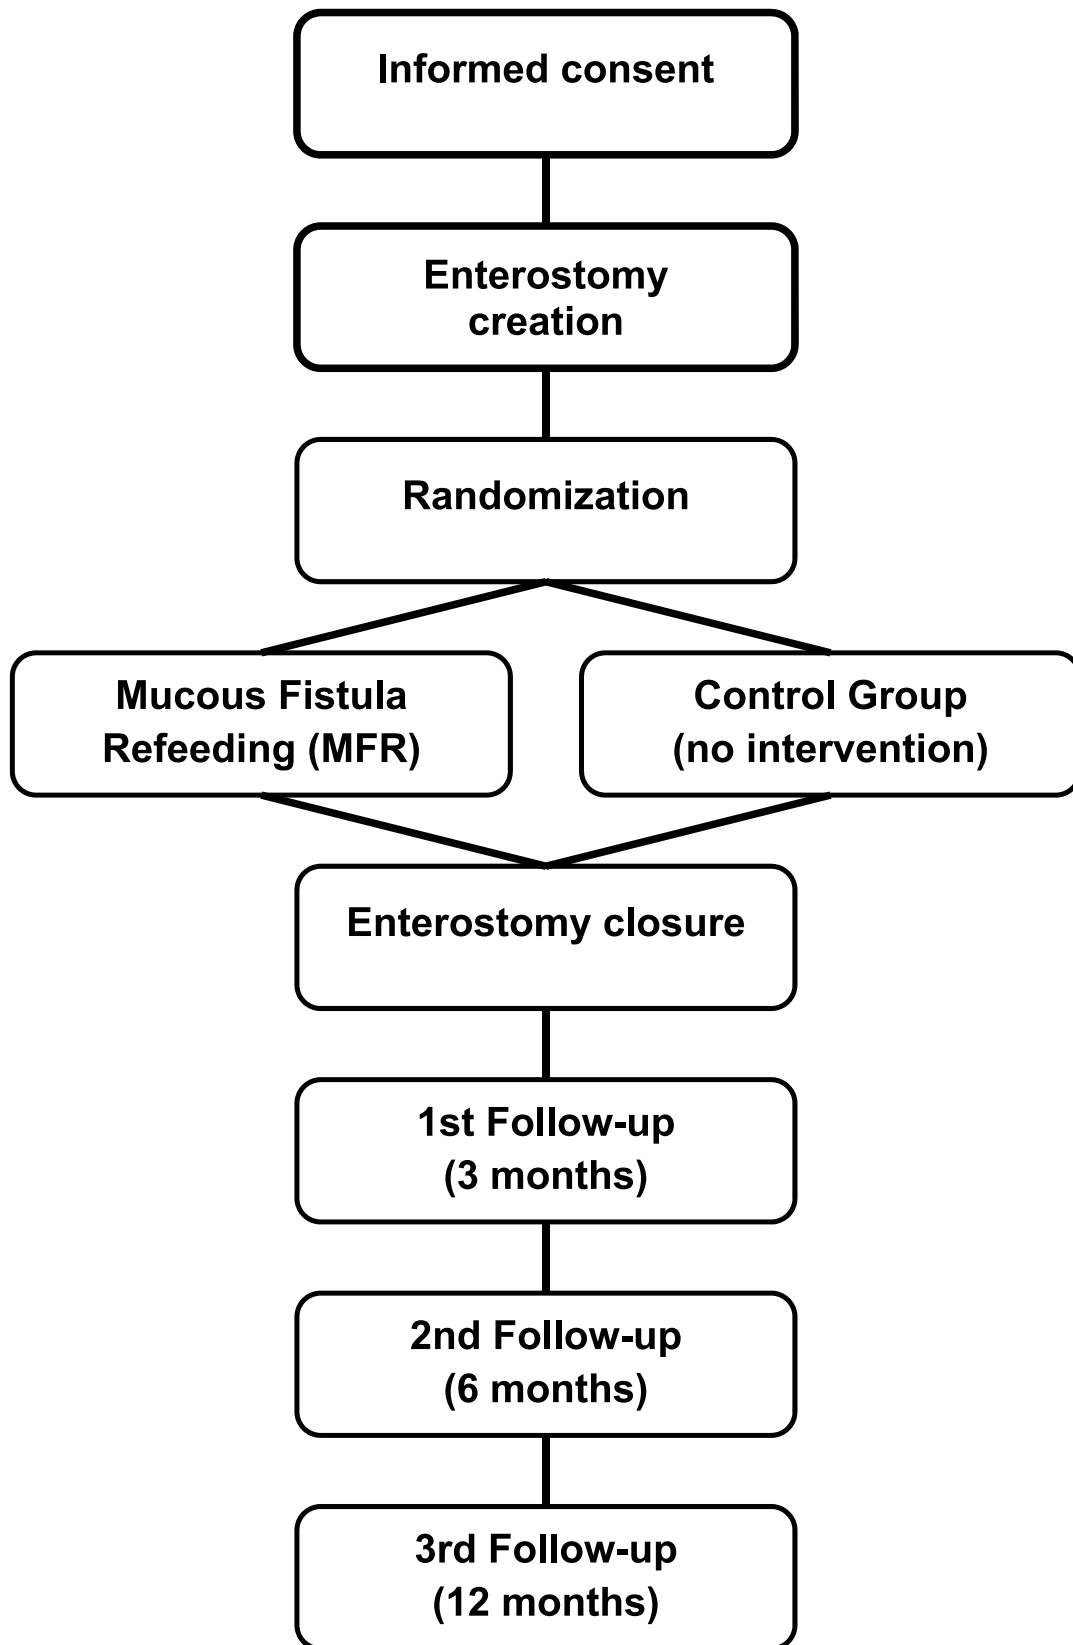 Informed consent
Enterostomy
creation
Randomization
Mucous Fistula
Refeeding (MFR)
Control Group
(no intervention)
Enterostomy closure
1st Follow-up
(3 months)
2nd Follow-up
(6 months)
3rd Follow-up
(12 months)